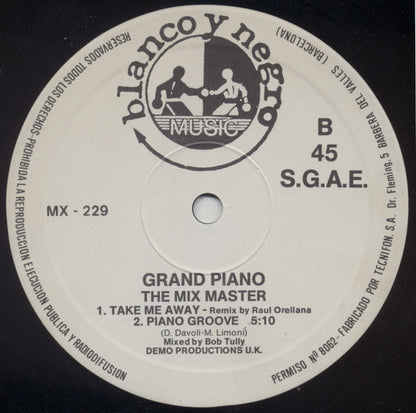 blanco y negro
MUSIC
B
45
S.G.A.E.
MX - 229
GRAND PIANO
THE MIX MASTER
1. TAKE ME AWAY - Remix by Raul Orellana
2. PIANO GROOVE 5:10
(D. Davoli-M. Limoni)
Mixed by Bob Tully
DEMO PRODUCTIONS U.K.
RESERVADOS TODOS LOS DERECHOS-PROHIBIDA LA REPRODUCCION EJECUCION PUBLICA Y RADIODIFUSION
PERMISO Nº 8062-FABRICADO POR TECNIFON, S.A. Dr. Fleming, 5 BARBERA DEL VALLES (BARCELONA)